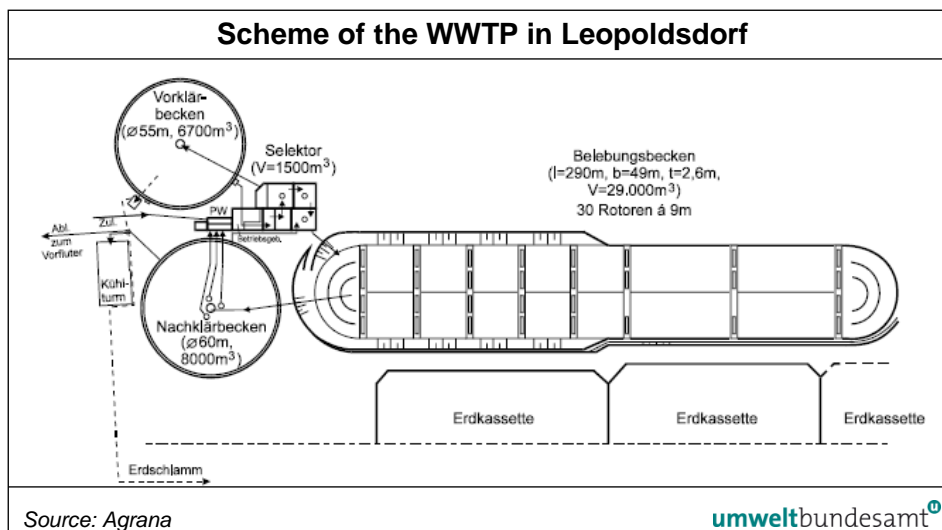 Scheme of the WWTP in Leopoldsdorf
Vorklär-
becken
(⌀55m, 6700m³)
Selektor
(V=1500m³)
Belebungsbecken
(l=290m, b=49m, t=2,6m,
V=29.000m³)
30 Rotoren á 9m
PW
Zul.
Abl.
zum
Vorfluter
Betriebsgeb.
Kühl-
turm
Nachklärbecken
(⌀60m,
8000m³)
Erdkassette
Erdkassette
Erdkassette
Erdschlamm
Source: Agrana
umweltbundesamt
u